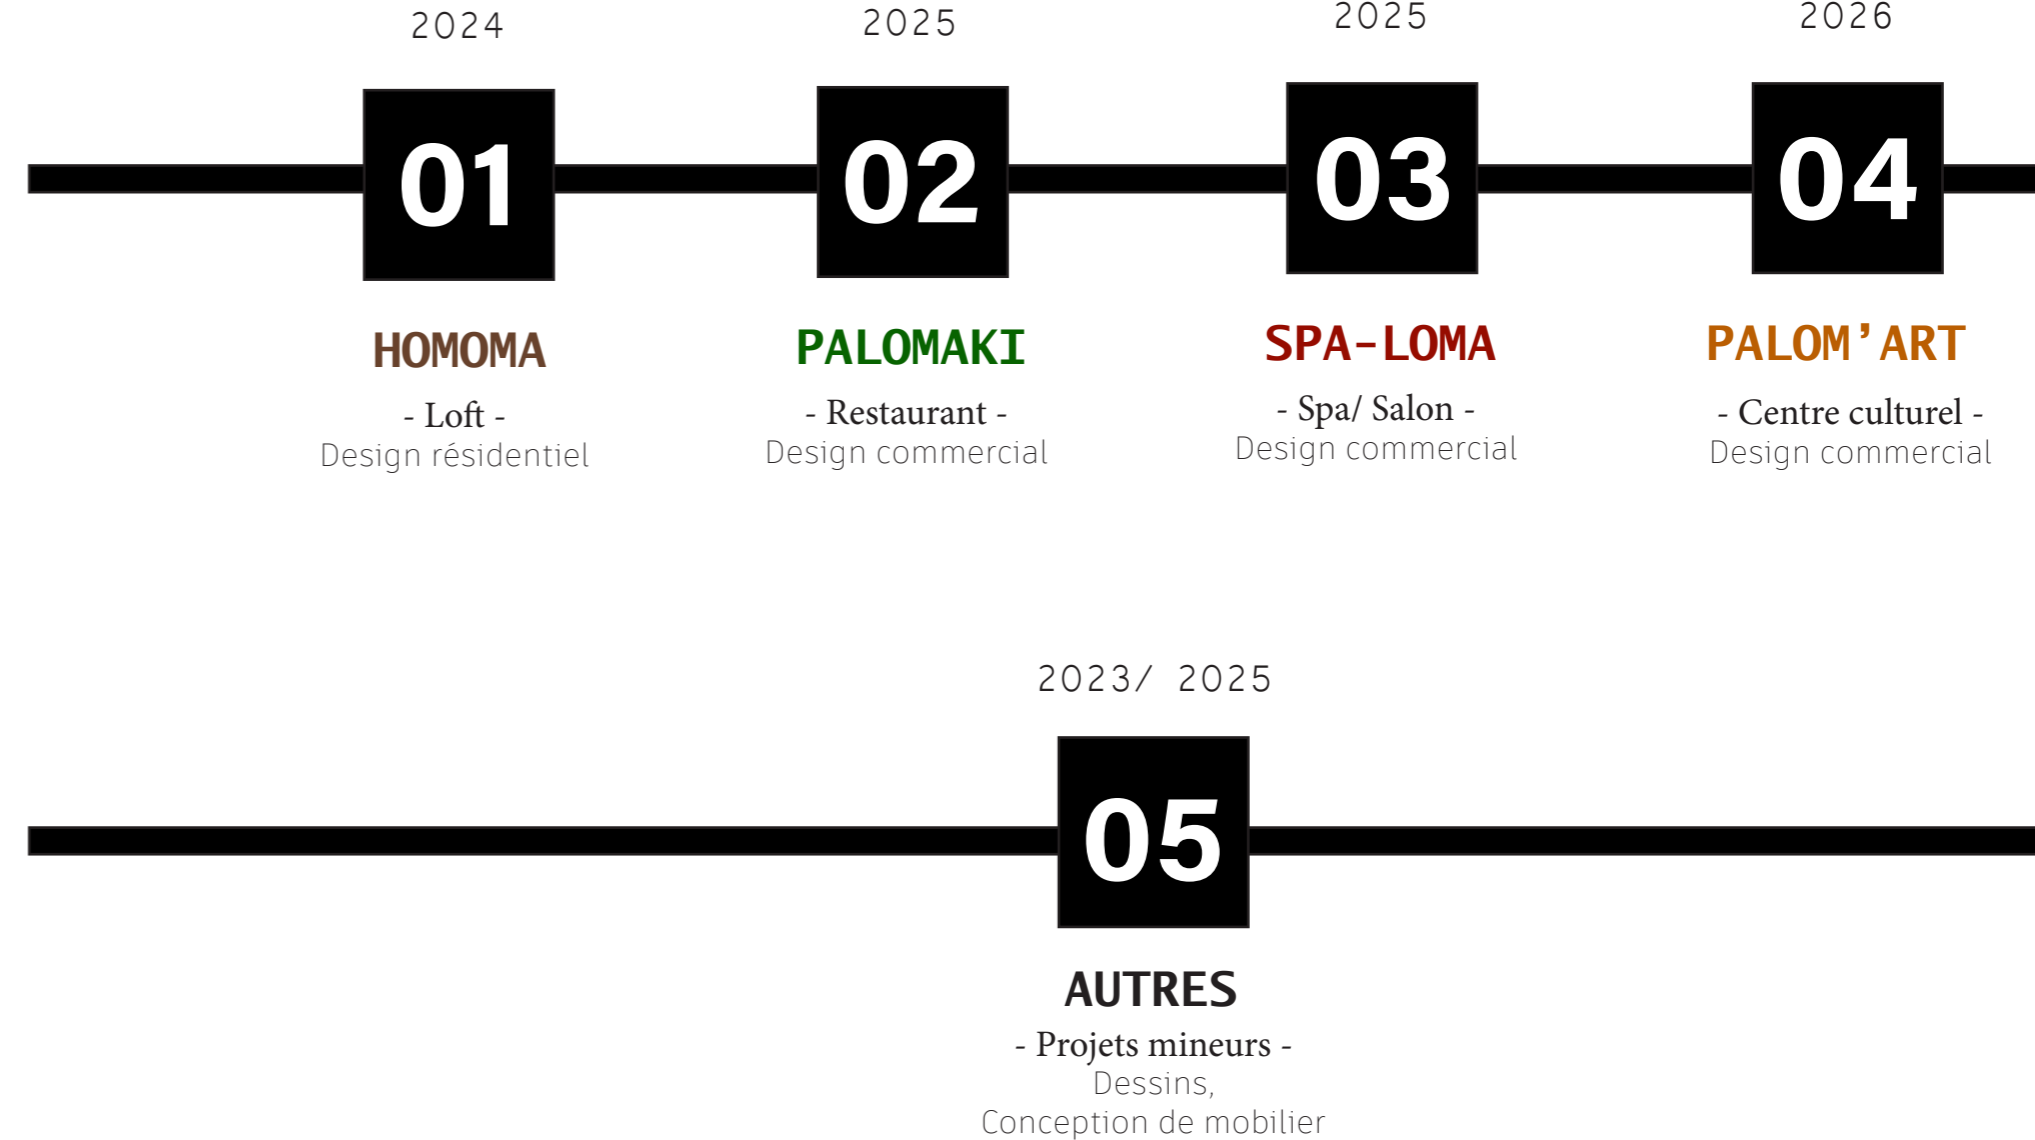 2024
01
HOMOMA
- Loft -
Design résidentiel
2025
02
PALOMAKI
- Restaurant -
Design commercial
2025
03
SPA-LOMA
- Spa/ Salon -
Design commercial
2026
04
PALOM’ART
- Centre culturel -
Design commercial
2023/ 2025
05
AUTRES
- Projets mineurs -
Dessins,
Conception de mobilier